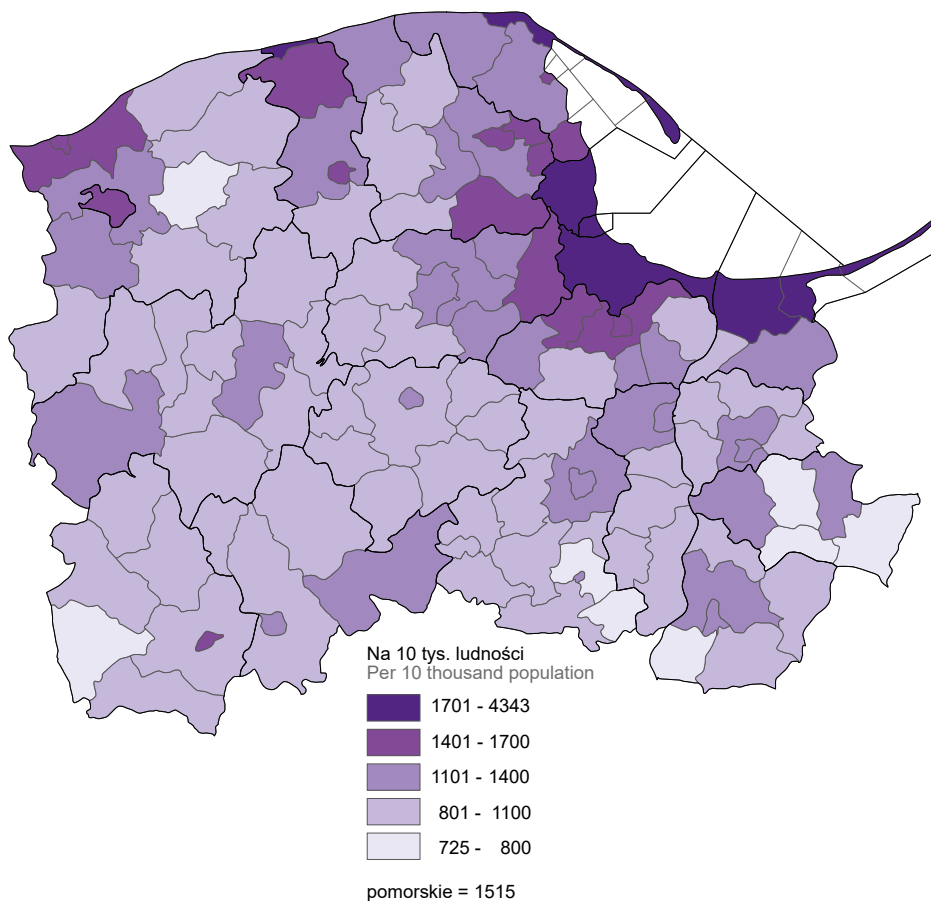 Na 10 tys. ludności
Per 10 thousand population
1701 - 4343
1401 - 1700
1101 - 1400
801 - 1100
725 - 800
pomorskie = 1515